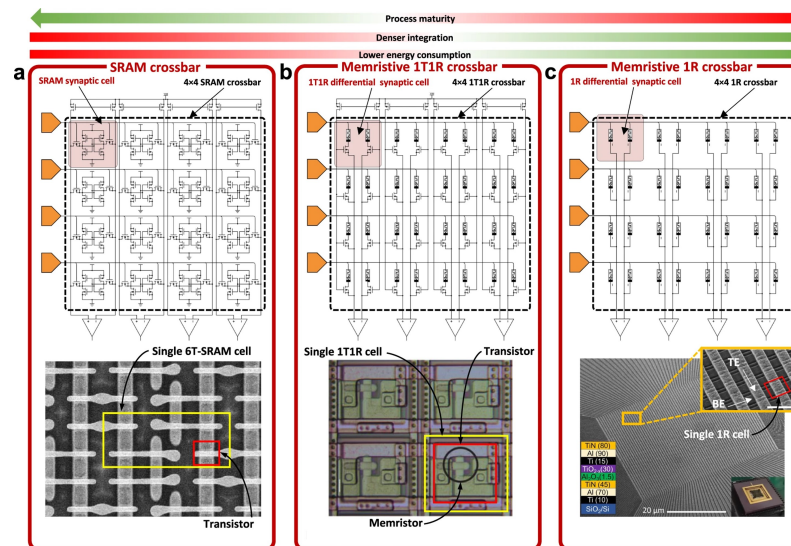 Process maturity
Denser integration
Lower energy consumption
a
SRAM crossbar
SRAM synaptic cell
4×4 SRAM crossbar
Single 6T-SRAM cell
Transistor
b
Memristive 1T1R crossbar
1T1R differential synaptic cell
4×4 1T1R crossbar
Single 1T1R cell
Transistor
Memristor
c
Memristive 1R crossbar
1R differential synaptic cell
4×4 1R crossbar
TE
BE
Single 1R cell
TiN (80)
Al (90)
Ti (15)
TiN (45)
Al (70)
Ti (10)
SiO₂/Si
20 μm